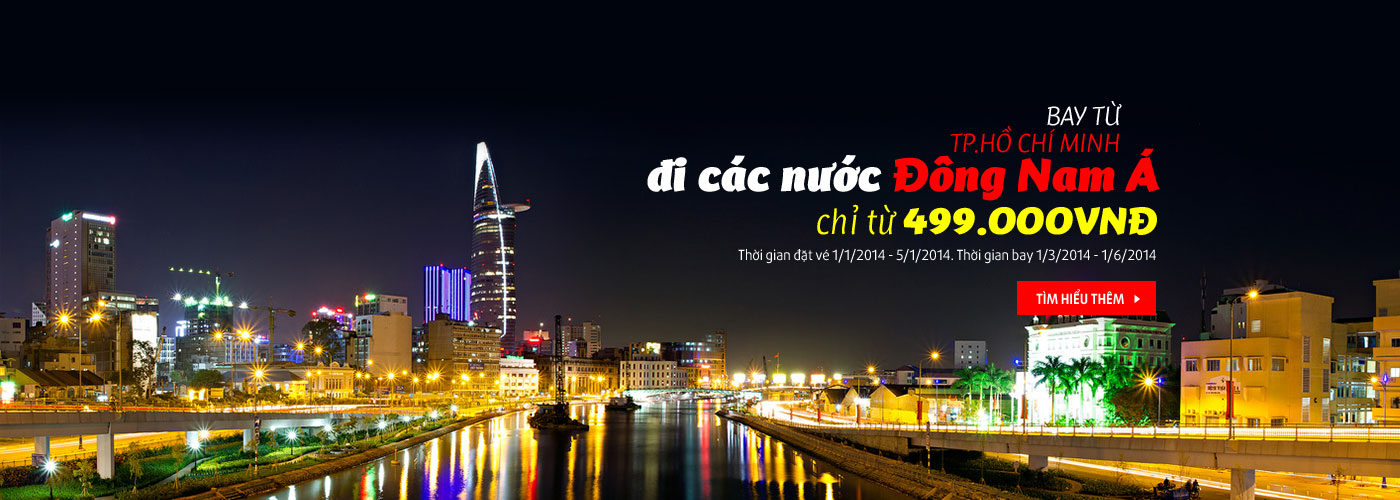 BAY TỪ
TP.HỒ CHÍ MINH
đi các nước Đông Nam Á
chỉ từ 499.000VNĐ
Thời gian đặt vé 1/1/2014 - 5/1/2014. Thời gian bay 1/3/2014 - 1/6/2014
TÌM HIỂU THÊM